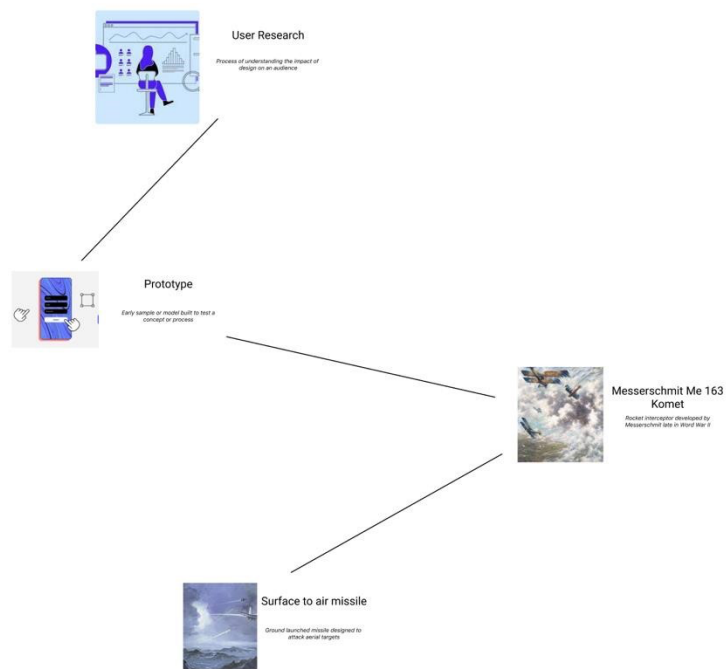 User Research
Process of understanding the impact of
design on an audience
Prototype
Early sample or model built to test a
concept or process
Messerschmit Me 163
Komet
Rocket interceptor developed by
Messerschmit late in Word War II
Surface to air missile
Ground launched missile designed to
attack aerial targets